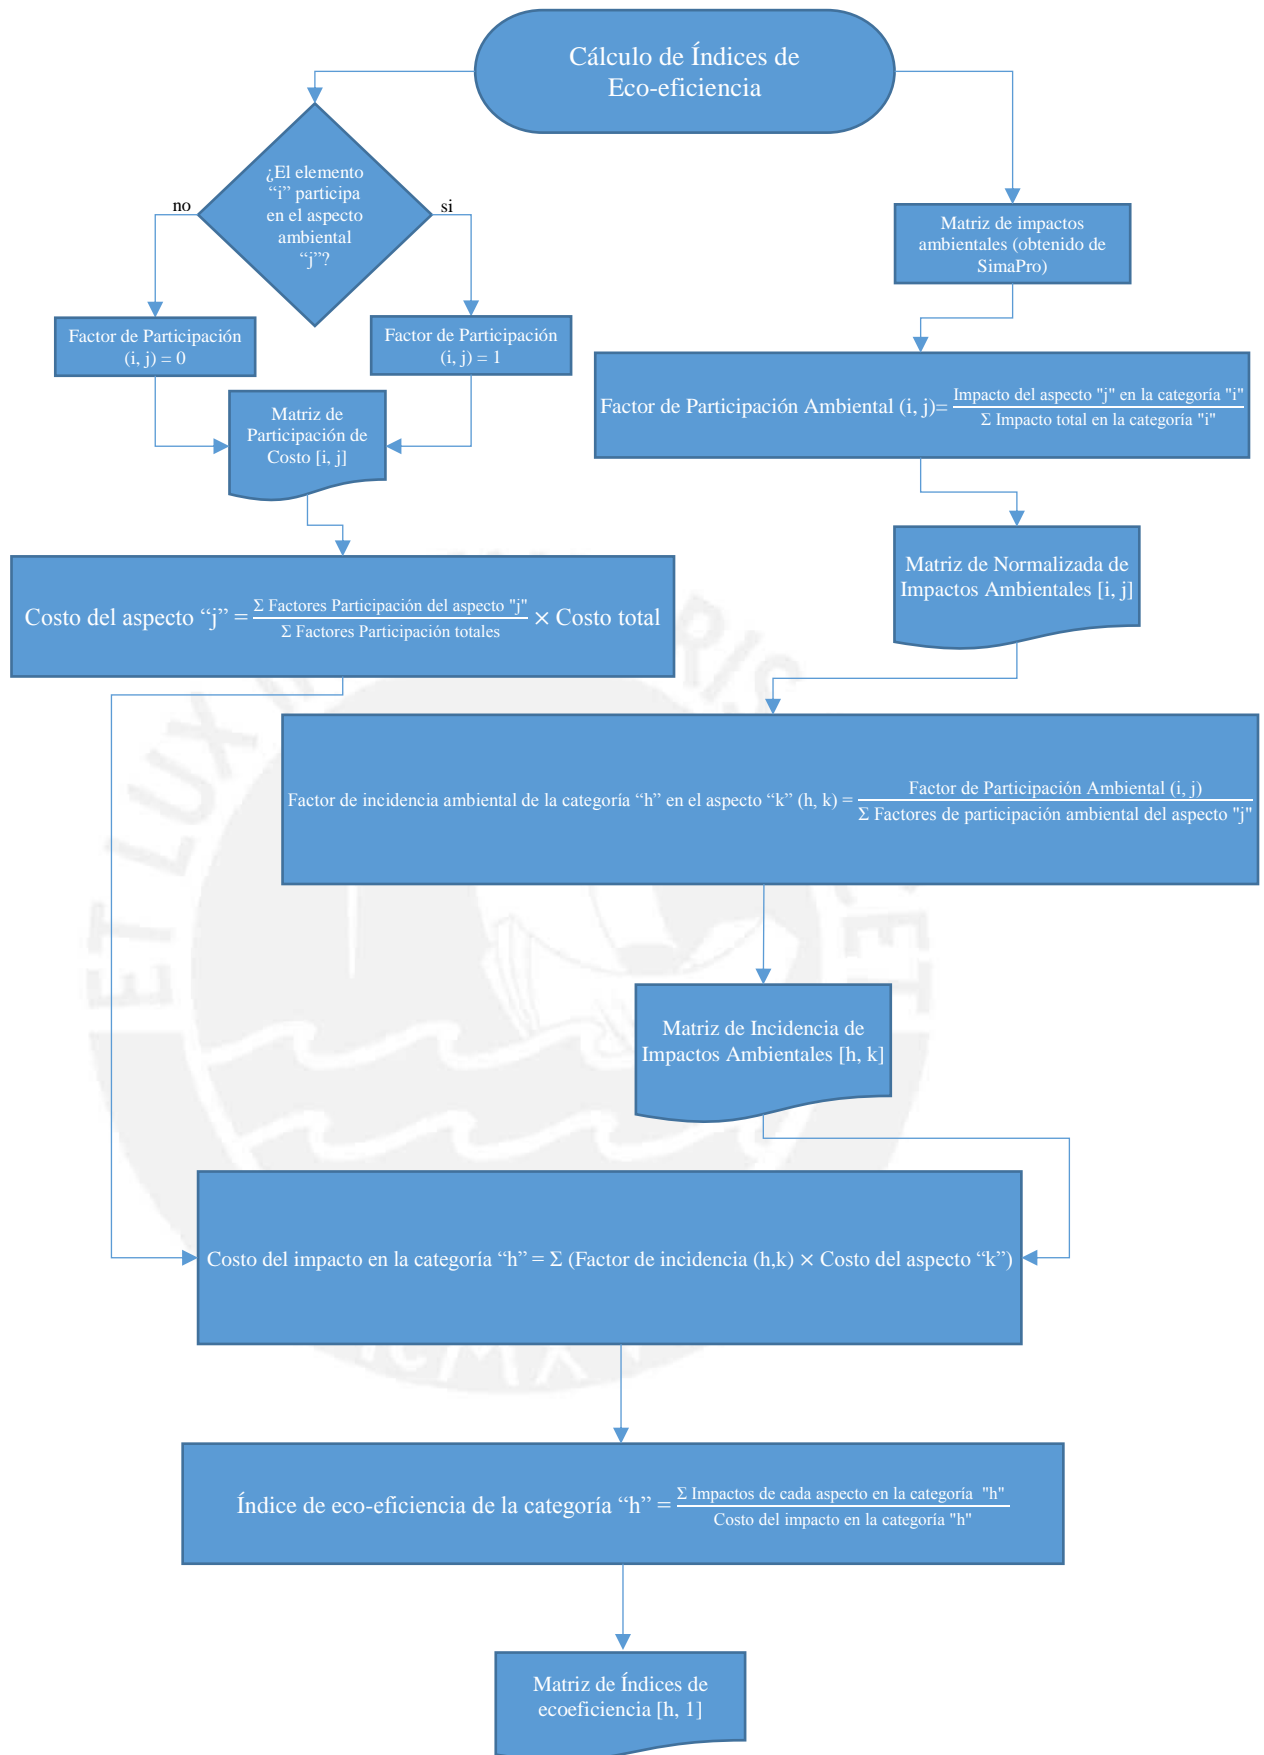 Cálculo de Índices de
Eco-eficiencia
¿El elemento
“i” participa
en el aspecto
ambiental
“j”?
no
si
Matriz de impactos
ambientales (obtenido de
SimaPro)
Factor de Participación
(i, j) = 0
Factor de Participación
(i, j) = 1
Factor de Participación Ambiental (i, j)= Impacto del aspecto "j" en la categoría "i"
Σ Impacto total en la categoría "i"
Matriz de
Participación de
Costo [i, j]
Matriz de Normalizada de
Impactos Ambientales [i, j]
Costo del aspecto “j” = Σ Factores Participación del aspecto "j" × Costo total
Σ Factores Participación totales
Factor de incidencia ambiental de la categoría “h” en el aspecto “k” (h, k) = Factor de Participación Ambiental (i, j)
Σ Factores de participación ambiental del aspecto "j"
Matriz de Incidencia de
Impactos Ambientales [h, k]
Costo del impacto en la categoría “h” = Σ (Factor de incidencia (h,k) × Costo del aspecto “k”)
Índice de eco-eficiencia de la categoría “h” = Σ Impactos de cada aspecto en la categoría "h"
Costo del impacto en la categoría "h"
Matriz de Índices de
ecoeficiencia [h, 1]
ET LUX